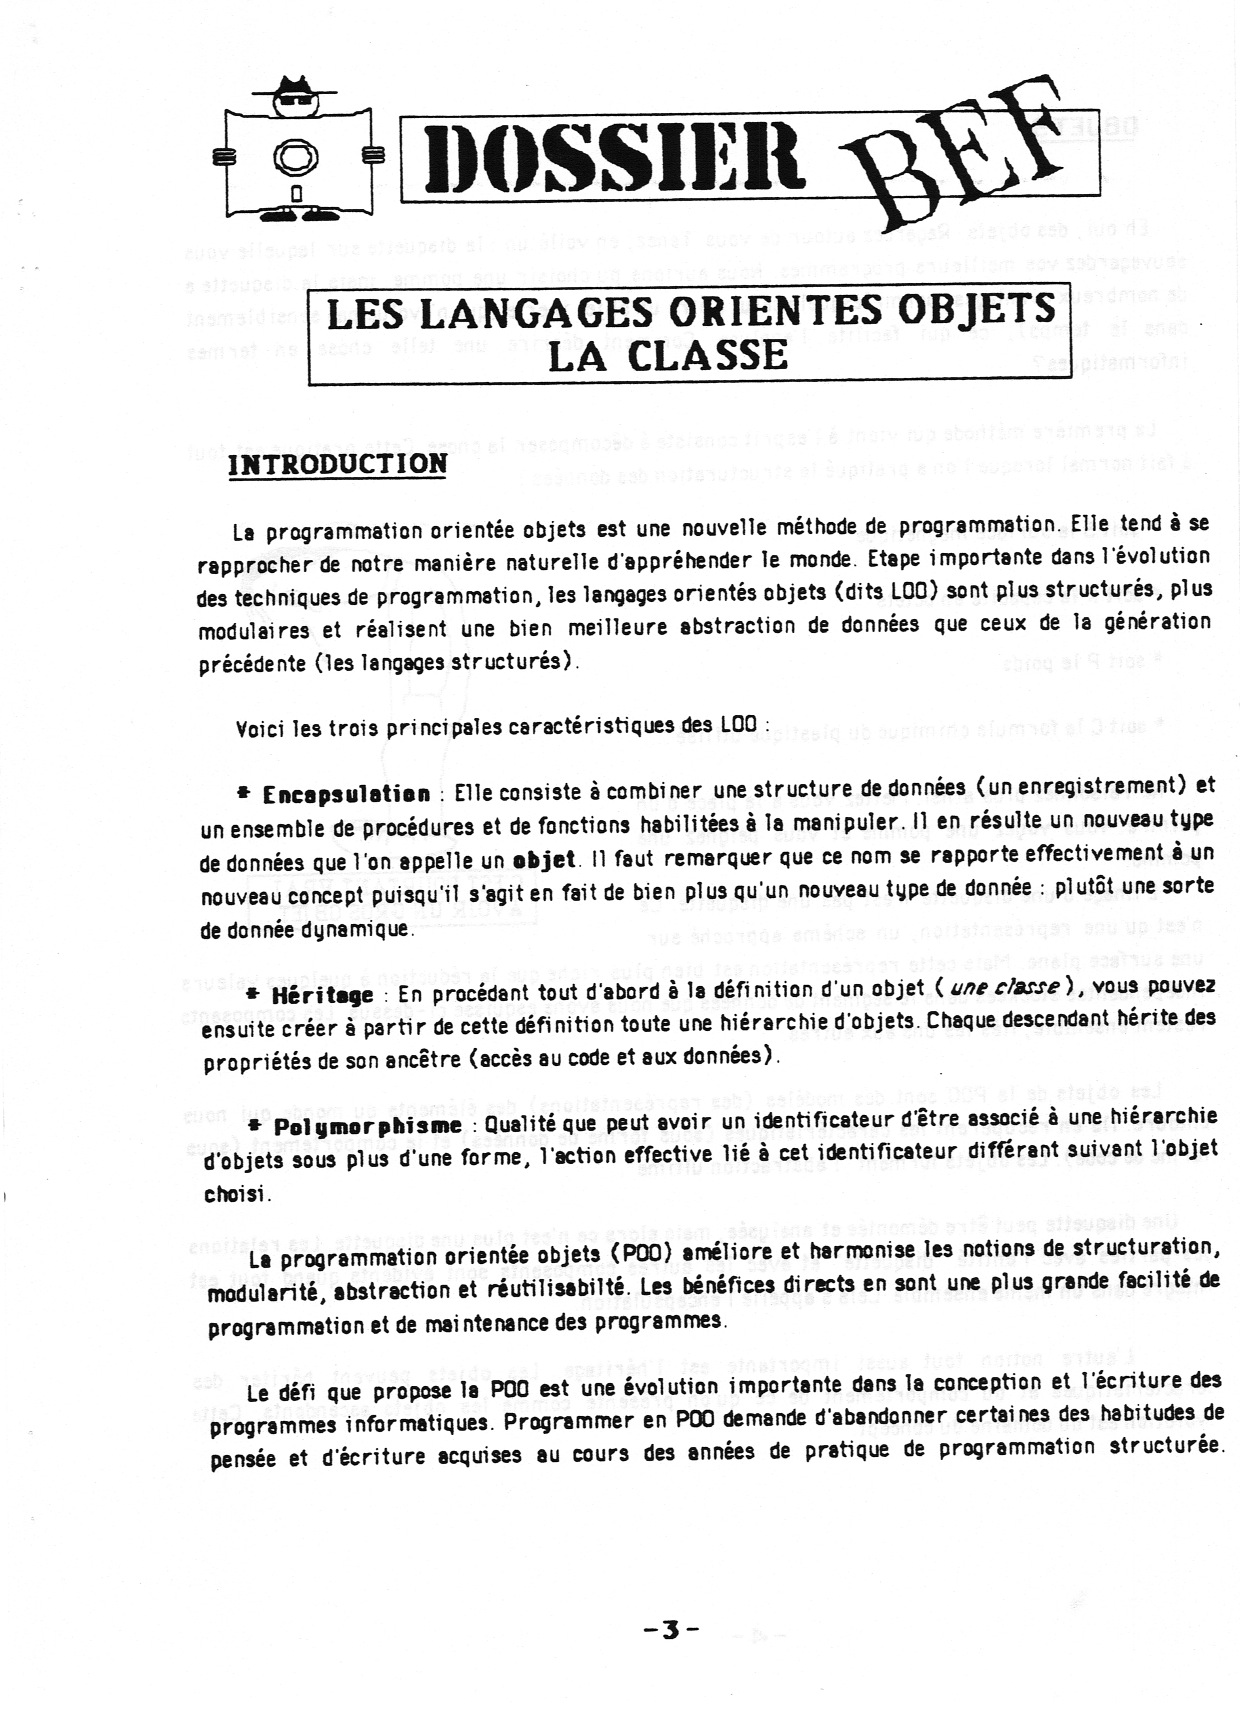 DOSSIER BEF
LES LANGAGES ORIENTES OBJETS
LA CLASSE
INTRODUCTION
La programmation orientée objets est une nouvelle méthode de programmation. Elle tend à se
rapprocher de notre manière naturelle d'appréhender le monde. Etape importante dans l'évolution
des techniques de programmation, les langages orientés objets (dits LOO) sont plus structurés, plus
modulaires et réalisent une bien meilleure abstraction de données que ceux de la génération
précédente (les langages structurés).
Voici les trois principales caractéristiques des LOO :
* Encapsulation : Elle consiste à combiner une structure de données (un enregistrement) et
un ensemble de procédures et de fonctions habilitées à la manipuler. Il en résulte un nouveau type
de données que l'on appelle un objet. Il faut remarquer que ce nom se rapporte effectivement à un
nouveau concept puisqu'il s'agit en fait de bien plus qu'un nouveau type de donnée : plutôt une sorte
de donnée dynamique.
* Héritage : En procédant tout d'abord à la définition d'un objet ( une classe ), vous pouvez
ensuite créer à partir de cette définition toute une hiérarchie d'objets. Chaque descendant hérite des
propriétés de son ancêtre (accès au code et aux données).
* Polymorphisme : Qualité que peut avoir un identificateur d'être associé à une hiérarchie
d'objets sous plus d'une forme, l'action effective lié à cet identificateur différant suivant l'objet
choisi.
La programmation orientée objets (POO) améliore et harmonise les notions de structuration,
modularité, abstraction et réutilisabilté. Les bénéfices directs en sont une plus grande facilité de
programmation et de maintenance des programmes.
Le défi que propose la POO est une évolution importante dans la conception et l'écriture des
programmes informatiques. Programmer en POO demande d'abandonner certaines des habitudes de
pensée et d'écriture acquises au cours des années de pratique de programmation structurée.
-3-